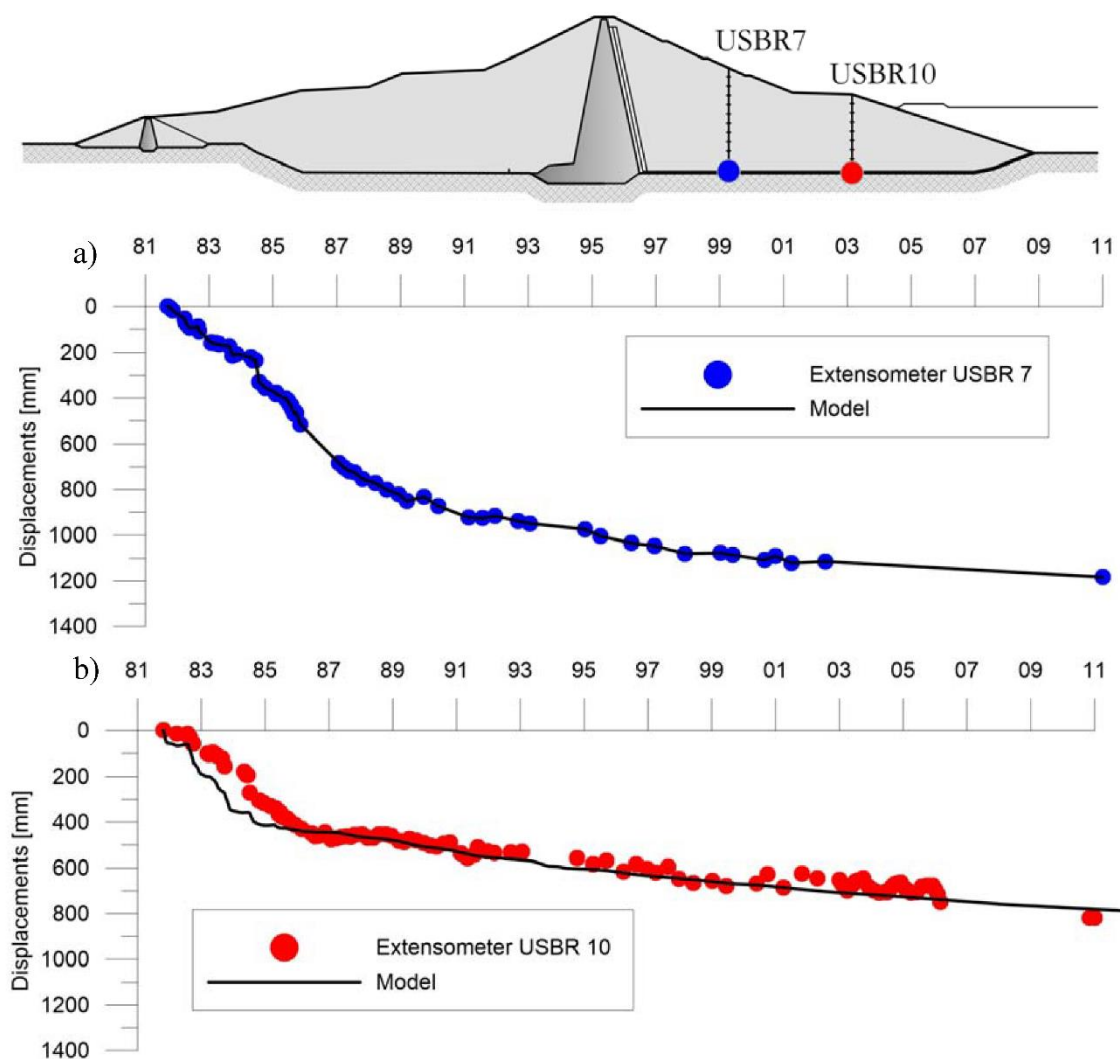 USBR7
USBR10
a)
81 83 85 87 89 91 93 95 97 99 01 03 05 07 09 11
Displacements [mm]
0
200
400
600
800
1000
1200
1400
Extensometer USBR 7
Model
b)
81 83 85 87 89 91 93 95 97 99 01 03 05 07 09 11
Displacements [mm]
0
200
400
600
800
1000
1200
1400
Extensometer USBR 10
Model